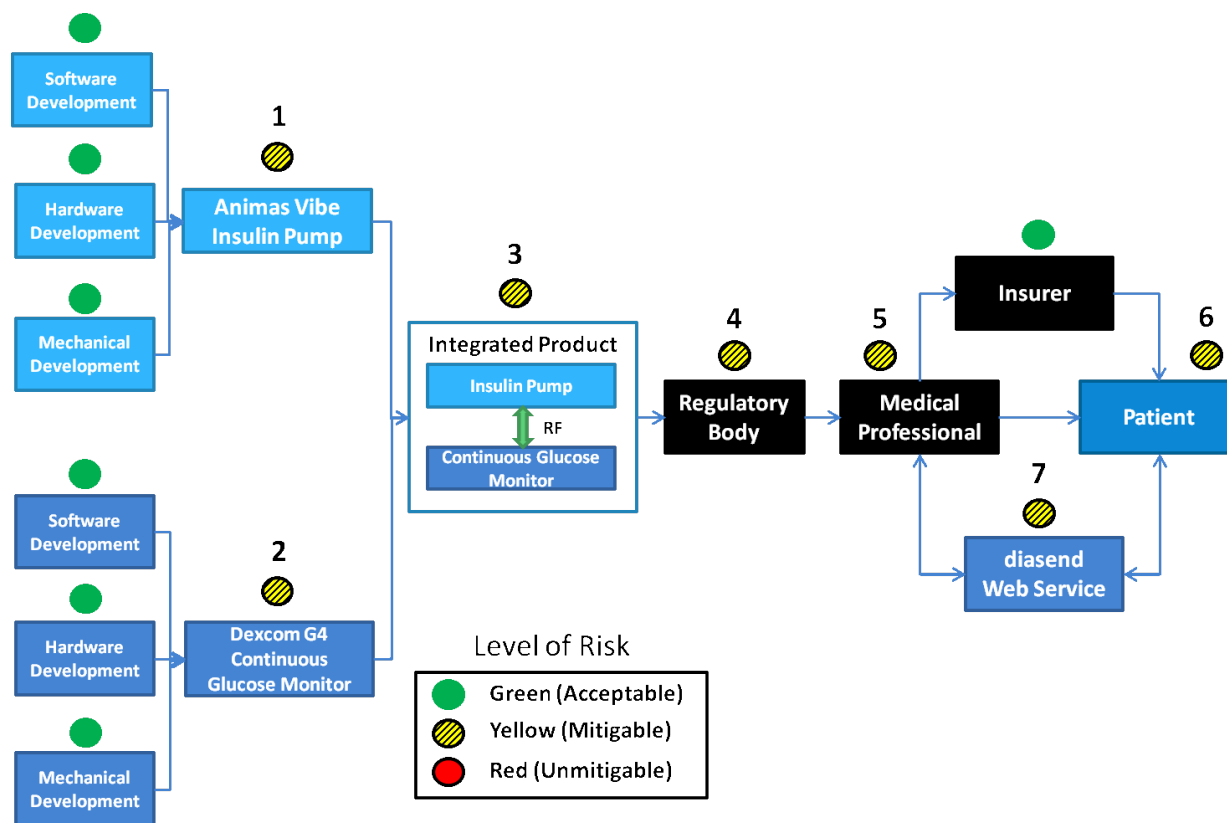 Software
Development
1
Hardware
Development
Animas Vibe
Insulin Pump
Mechanical
Development
3
Integrated Product
Insulin Pump
RF
Continuous Glucose
Monitor
4
Regulatory
Body
5
Medical
Professional
Insurer
6
Patient
7
diasend
Web Service
Software
Development
2
Hardware
Development
Dexcom G4
Continuous
Glucose Monitor
Mechanical
Development
Level of Risk
Green (Acceptable)
Yellow (Mitigable)
Red (Unmitigable)